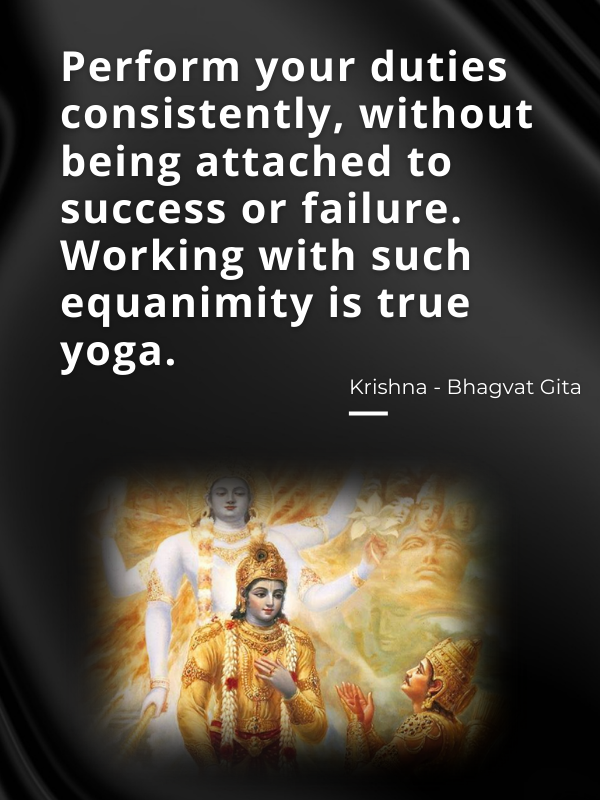 Perform your duties
consistently, without
being attached to
success or failure.
Working with such
equanimity is true
yoga.
Krishna - Bhagvat Gita